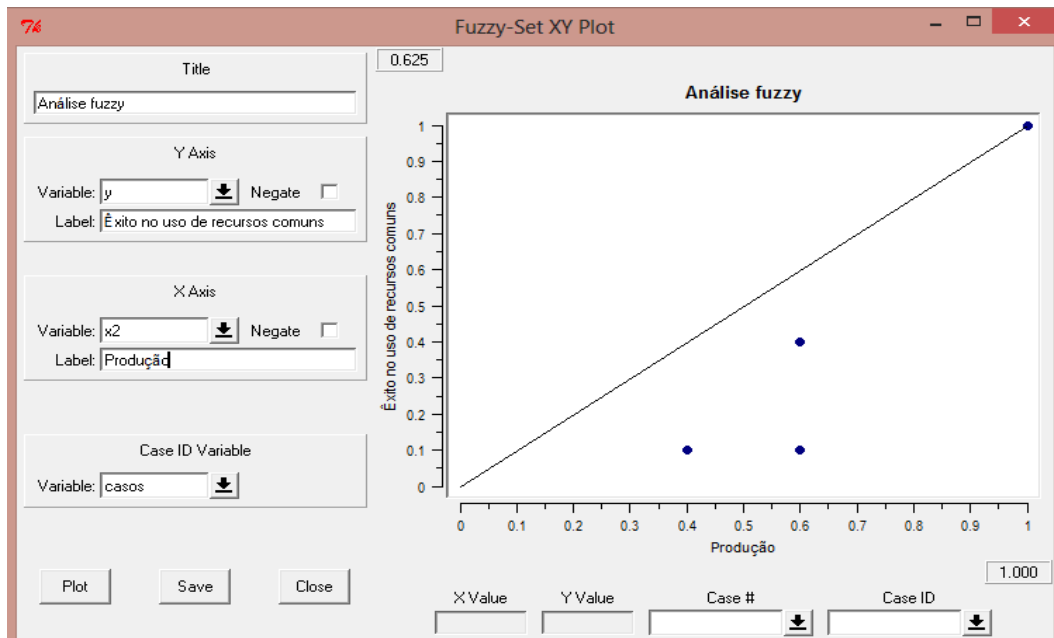 Fuzzy-Set XY Plot
Title
Análise fuzzy
Y Axis
Variable: y Negate
Label: Êxito no uso de recursos comuns
X Axis
Variable: x2 Negate
Label: Produção
Case ID Variable
Variable: casos
Plot Save Close
0.625
Análise fuzzy
Êxito no uso de recursos comuns
1
0.9
0.8
0.7
0.6
0.5
0.4
0.3
0.2
0.1
0
0 0.1 0.2 0.3 0.4 0.5 0.6 0.7 0.8 0.9 1
Produção
1.000
X Value Y Value Case # Case ID